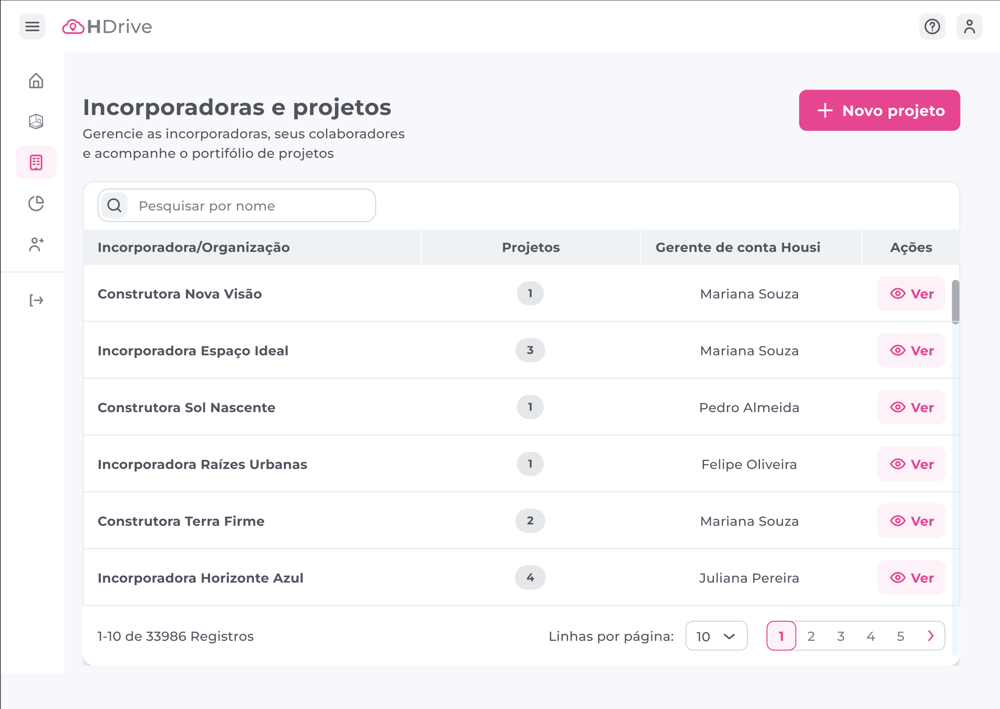 HDrive
Incorporadoras e projetos
Gerencie as incorporadoras, seus colaboradores
e acompanhe o portifólio de projetos
Novo projeto
Pesquisar por nome
Incorporadora/Organização Projetos Gerente de conta Housi Ações
Construtora Nova Visão 1 Mariana Souza Ver
Incorporadora Espaço Ideal 3 Mariana Souza Ver
Construtora Sol Nascente 1 Pedro Almeida Ver
Incorporadora Raízes Urbanas 1 Felipe Oliveira Ver
Construtora Terra Firme 2 Mariana Souza Ver
Incorporadora Horizonte Azul 4 Juliana Pereira Ver
1-10 de 33986 Registros Linhas por página: 10 1 2 3 4 5